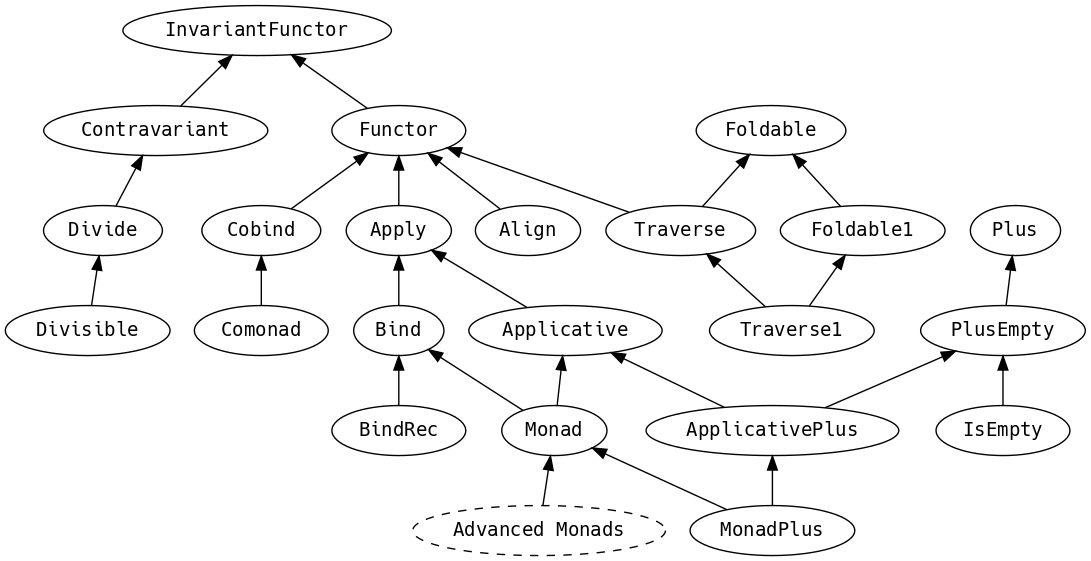 InvariantFunctor
Contravariant
Functor
Foldable
Divide
Cobind
Apply
Align
Traverse
Foldable1
Plus
Divisible
Comonad
Bind
Applicative
Traverse1
PlusEmpty
BindRec
Monad
ApplicativePlus
IsEmpty
Advanced Monads
MonadPlus